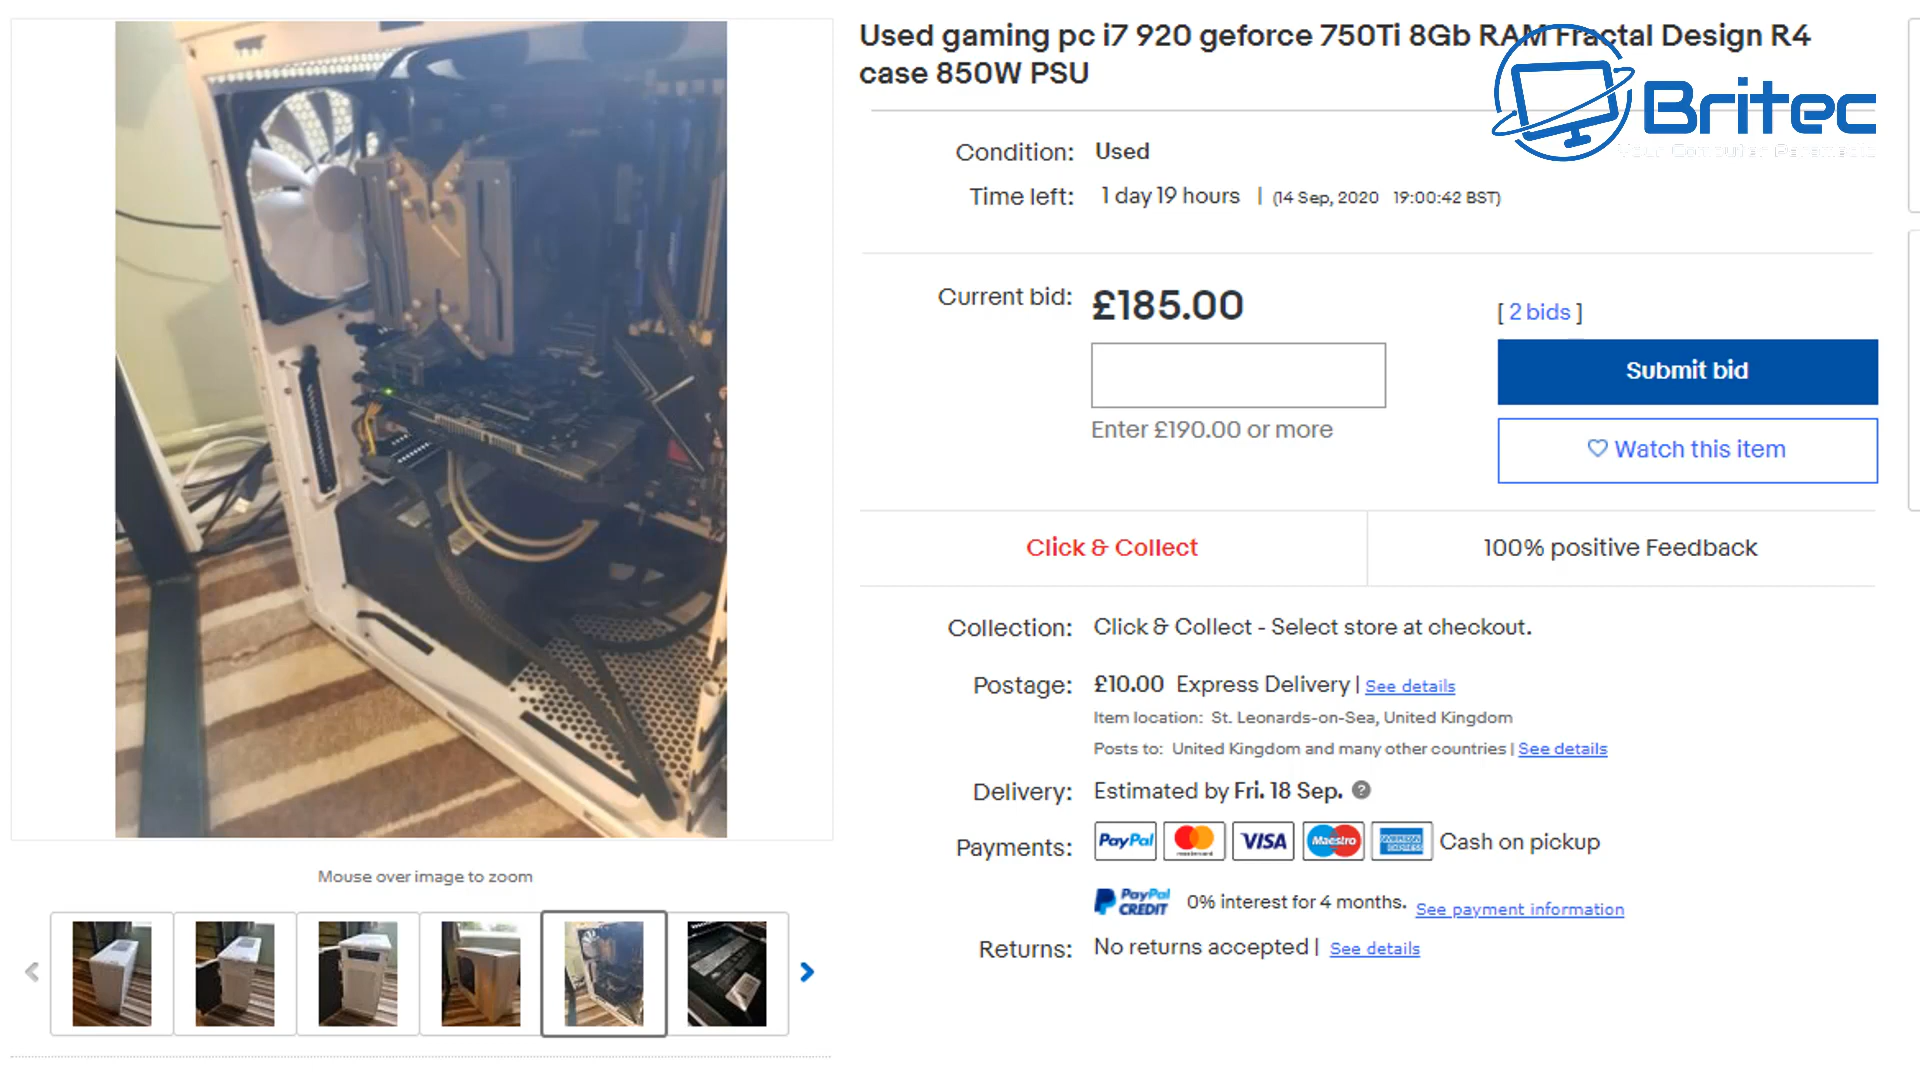 Used gaming pc i7 920 geforce 750Ti 8Gb RAM Fractal Design R4
case 850W PSU
Britec
Your Computer Paramedic
Condition: Used
Time left: 1 day 19 hours | (14 Sep, 2020 19:00:42 BST)
Current bid: £185.00
[ 2 bids ]
Submit bid
Enter £190.00 or more
Watch this item
Click & Collect
100% positive Feedback
Collection: Click & Collect - Select store at checkout.
Postage: £10.00 Express Delivery | See details
Item location: St. Leonards-on-Sea, United Kingdom
Posts to: United Kingdom and many other countries | See details
Delivery: Estimated by Fri. 18 Sep. ?
Payments: PayPal mastercard VISA Maestro AMERICAN EXPRESS Cash on pickup
PayPal CREDIT 0% interest for 4 months. See payment information
Returns: No returns accepted | See details
Mouse over image to zoom